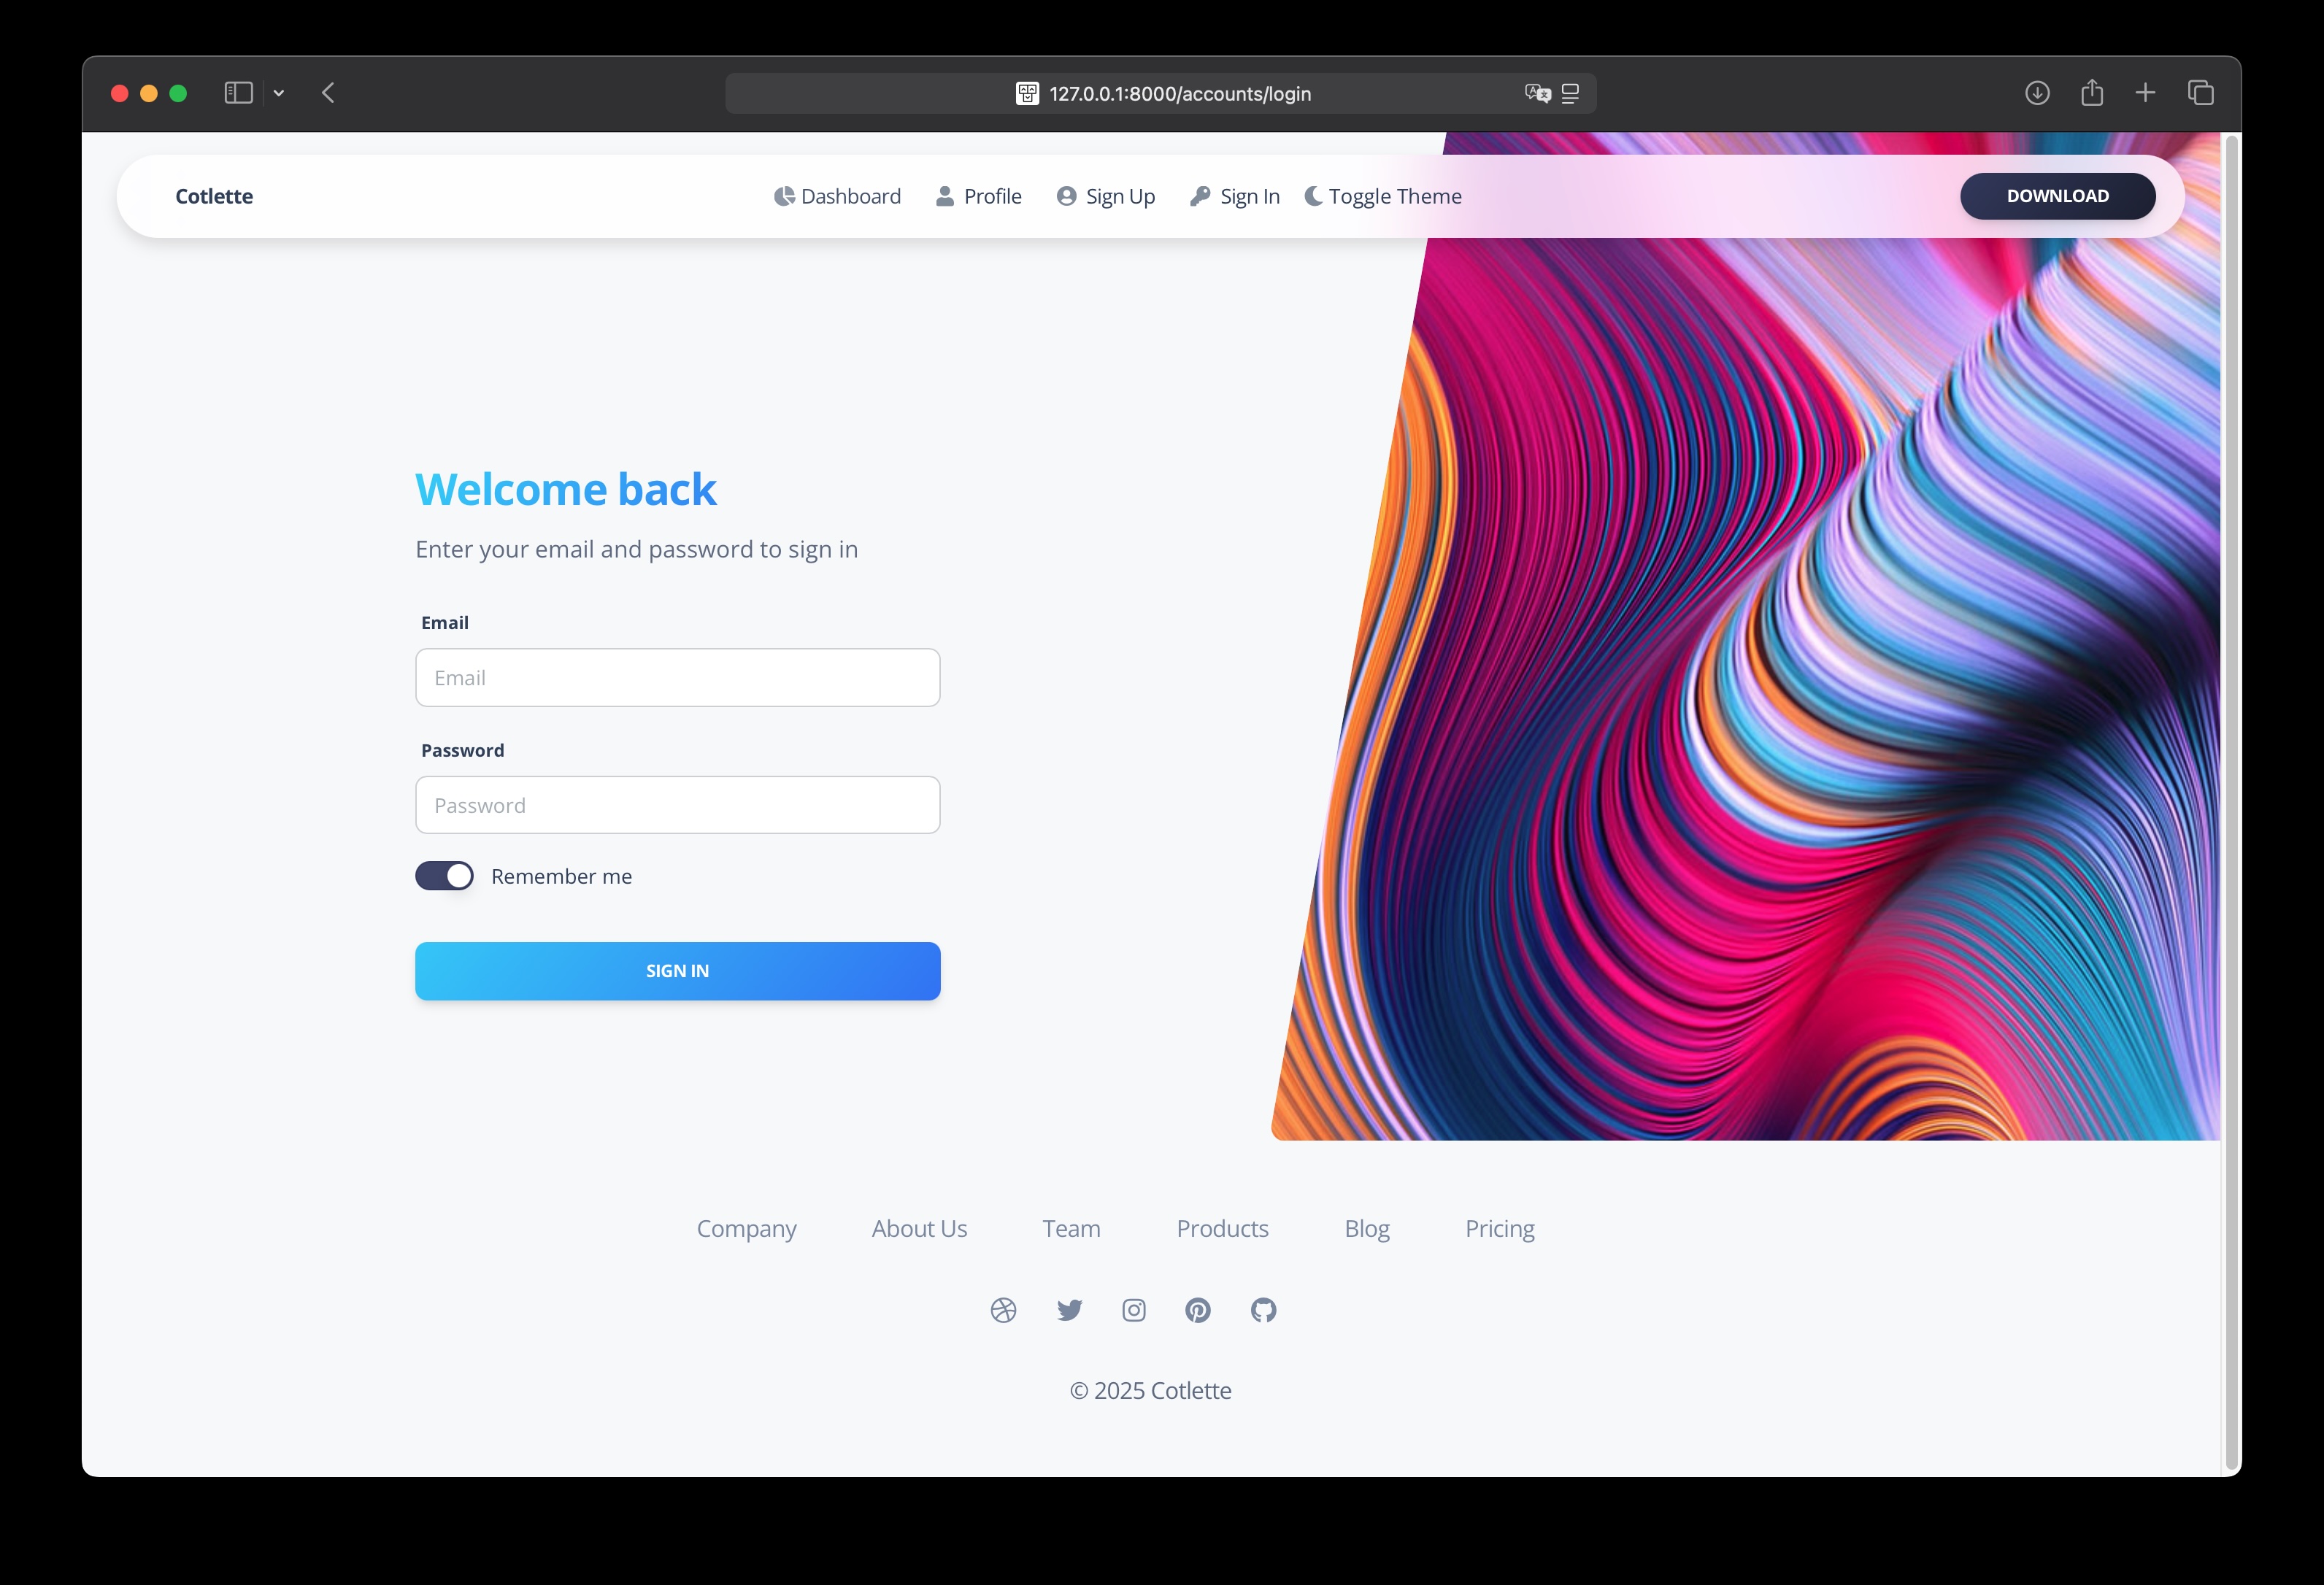 127.0.0.1:8000/accounts/login
Cotlette Dashboard Profile Sign Up Sign In Toggle Theme DOWNLOAD
Welcome back
Enter your email and password to sign in
Email
Email
Password
Password
Remember me
SIGN IN
Company About Us Team Products Blog Pricing
© 2025 Cotlette